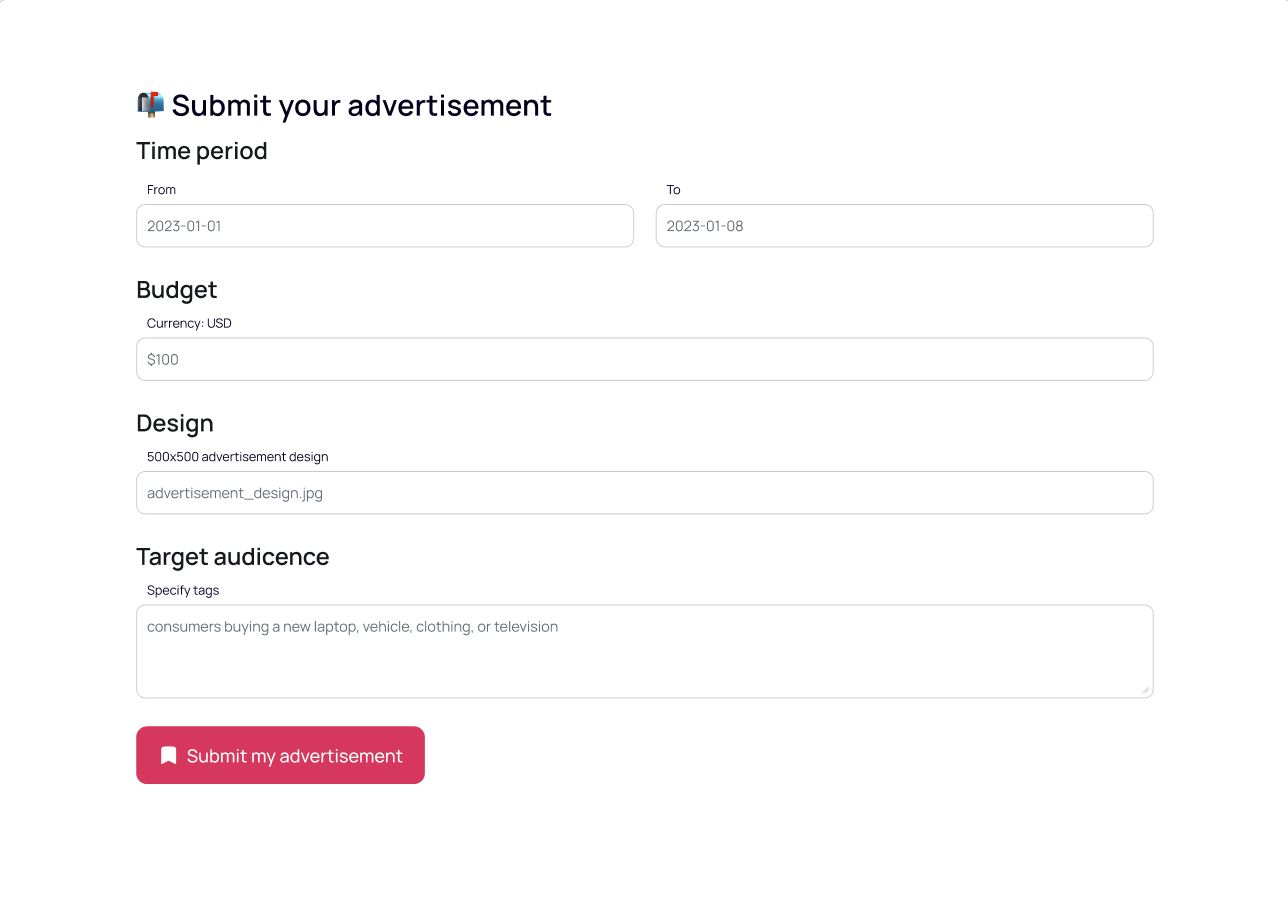 Submit your advertisement
Time period
From
To
2023-01-01
2023-01-08
Budget
Currency: USD
$100
Design
500x500 advertisement design
advertisement_design.jpg
Target audicence
Specify tags
consumers buying a new laptop, vehicle, clothing, or television
Submit my advertisement